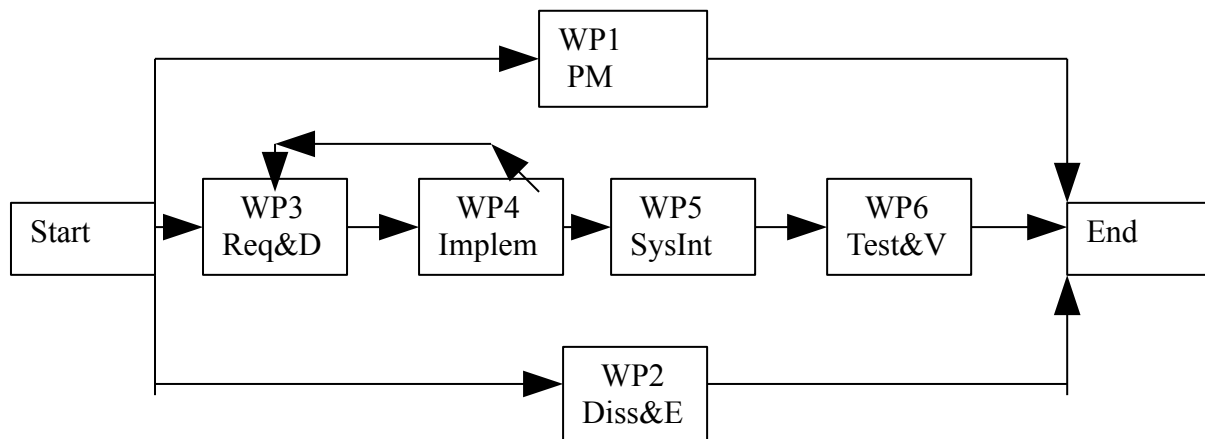 WP1
PM
Start
WP3
Req&D
WP4
Implem
WP5
SysInt
WP6
Test&V
End
WP2
Diss&E